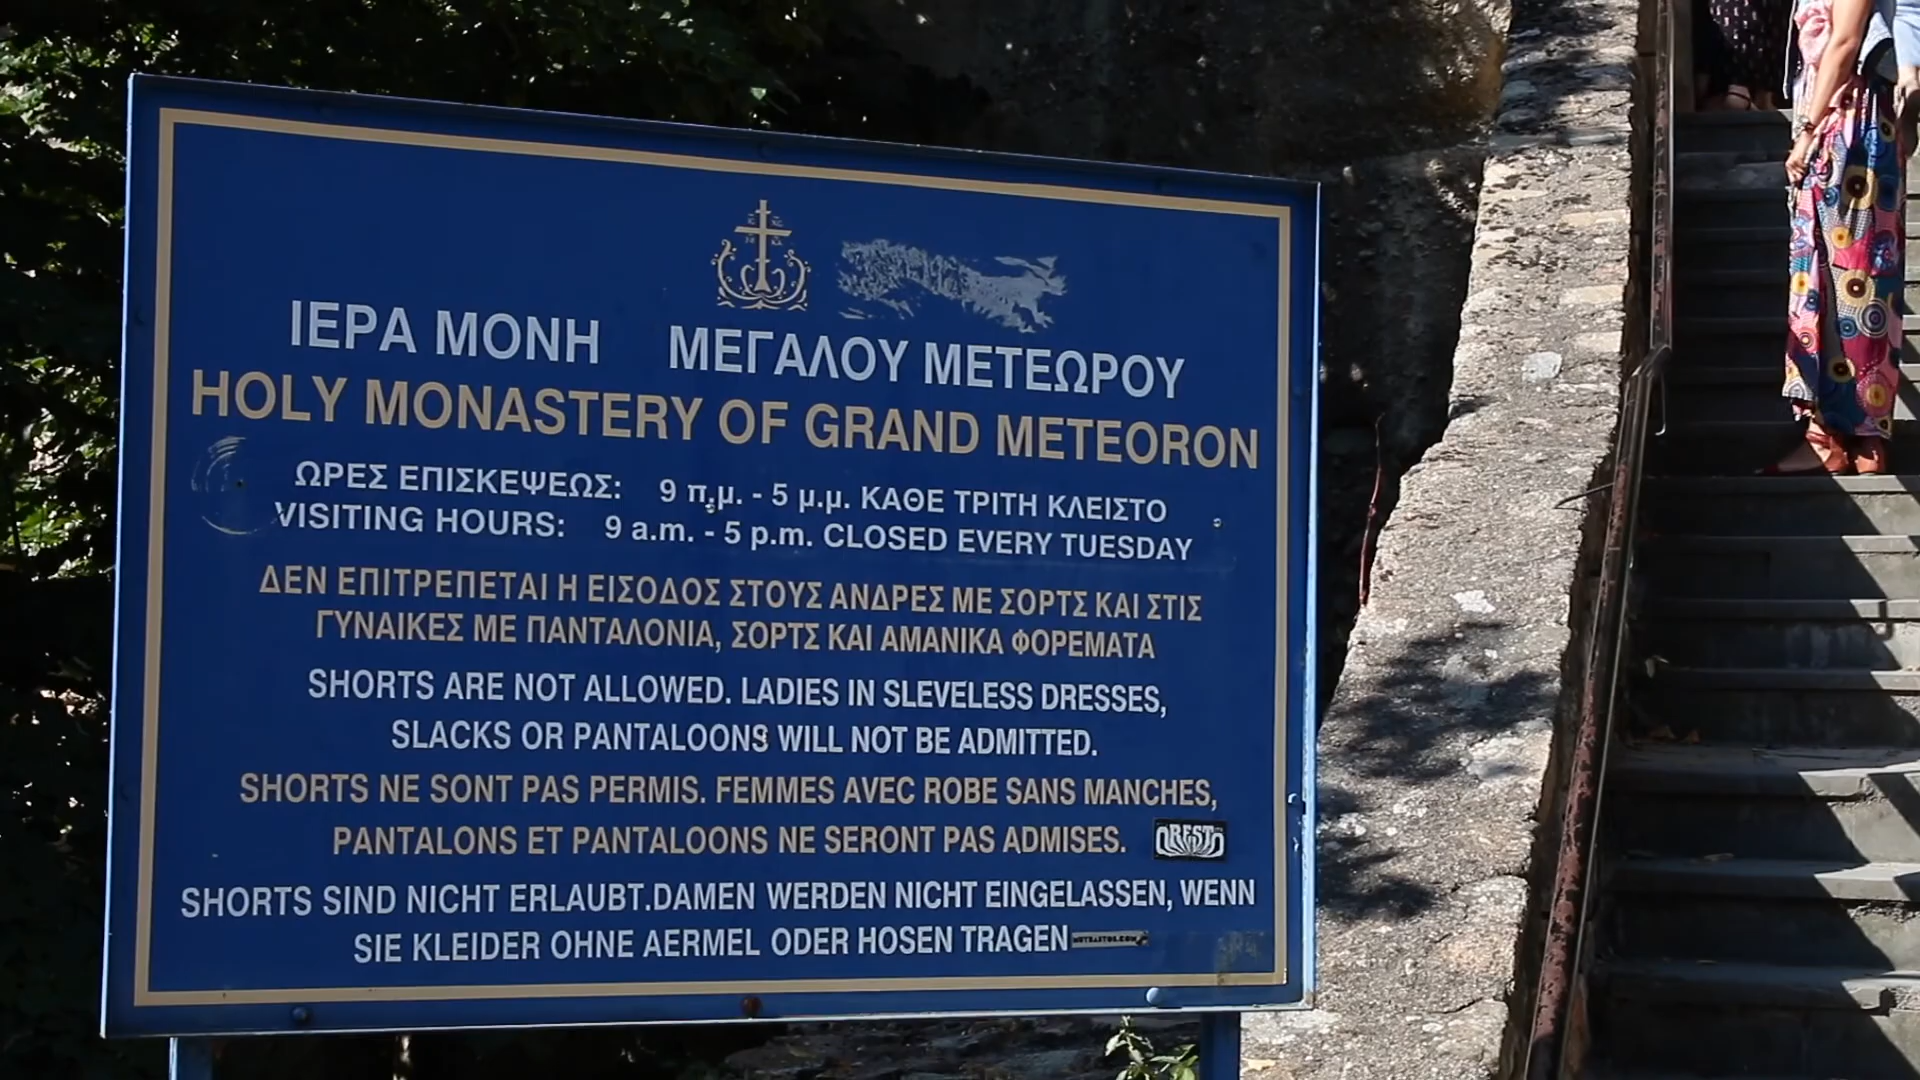 ΙΕΡΑ ΜΟΝΗ ΜΕΓΑΛΟΥ ΜΕΤΕΩΡΟΥ
HOLY MONASTERY OF GRAND METEORON
ΩΡΕΣ ΕΠΙΣΚΕΨΕΩΣ: 9 π.μ. - 5 μ.μ. ΚΑΘΕ ΤΡΙΤΗ ΚΛΕΙΣΤΟ
VISITING HOURS: 9 a.m. - 5 p.m. CLOSED EVERY TUESDAY
ΔΕΝ ΕΠΙΤΡΕΠΕΤΑΙ Η ΕΙΣΟΔΟΣ ΣΤΟΥΣ ΑΝΔΡΕΣ ΜΕ ΣΟΡΤΣ ΚΑΙ ΣΤΙΣ
ΓΥΝΑΙΚΕΣ ΜΕ ΠΑΝΤΑΛΟΝΙΑ, ΣΟΡΤΣ ΚΑΙ ΑΜΑΝΙΚΑ ΦΟΡΕΜΑΤΑ
SHORTS ARE NOT ALLOWED. LADIES IN SLEVELESS DRESSES,
SLACKS OR PANTALOONS WILL NOT BE ADMITTED.
SHORTS NE SONT PAS PERMIS. FEMMES AVEC ROBE SANS MANCHES,
PANTALONS ET PANTALOONS NE SERONT PAS ADMISES.
SHORTS SIND NICHT ERLAUBT.DAMEN WERDEN NICHT EINGELASSEN, WENN
SIE KLEIDER OHNE AERMEL ODER HOSEN TRAGEN